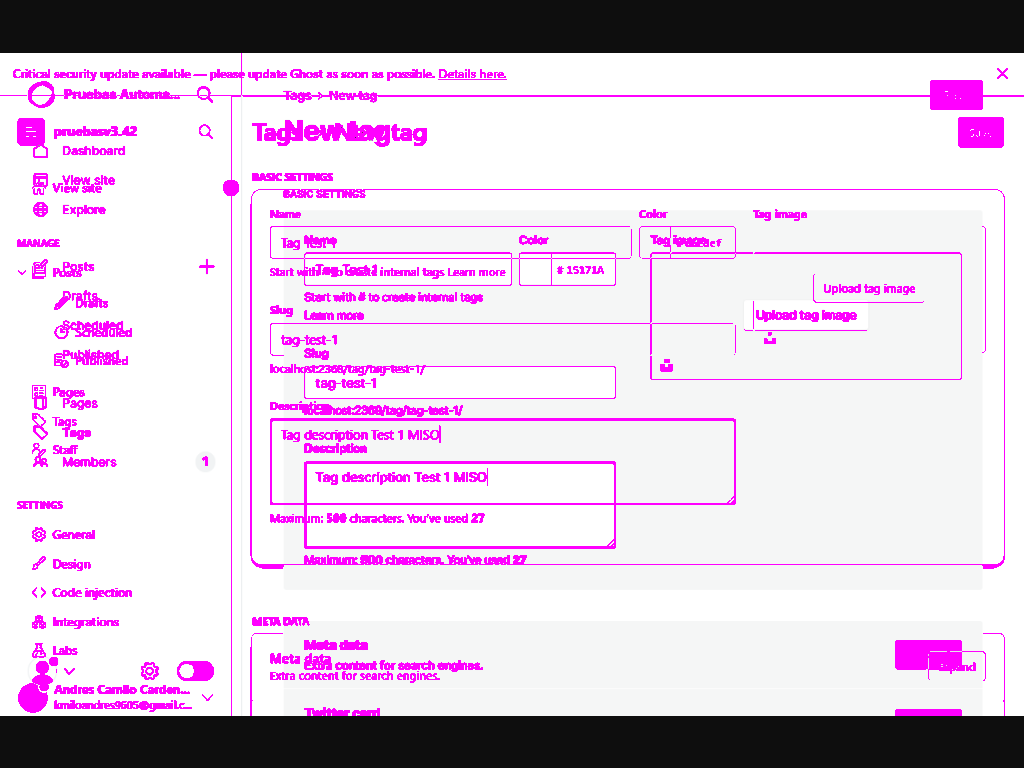 Critical security update available — please update Ghost as soon as possible. Details here.
Pruebas Automa...
Tags > New tag
pruebasv3.42
New tag
Dashboard
View site
View site
Explore
BASIC SETTINGS
BASIC SETTINGS
Name
Color
Tag image
Name
Color
Tag image
Tag Test 1
# 15171A
Start with # to create internal tags Learn more
Upload tag image
Start with # to create internal tags
Learn more
Upload tag image
Slug
tag-test-1
Slug
localhost:2368/tag/tag-test-1/
tag-test-1
Description
localhost:2368/tag/tag-test-1/
Tag description Test 1 MISO
Description
Tag description Test 1 MISO
Maximum: 500 characters. You've used 27
Maximum: 500 characters. You've used 27
MANAGE
Posts
Posts
Drafts
Drafts
Scheduled
Scheduled
Published
Published
Pages
Pages
Tags
Tags
Staff
Members
1
SETTINGS
General
Design
Code injection
Integrations
Labs
Andres Camilo Carden...
kmiloandres9605@gmail.c...
META DATA
Meta data
Meta data
Extra content for search engines.
Extra content for search engines.
Expand
Twitter card